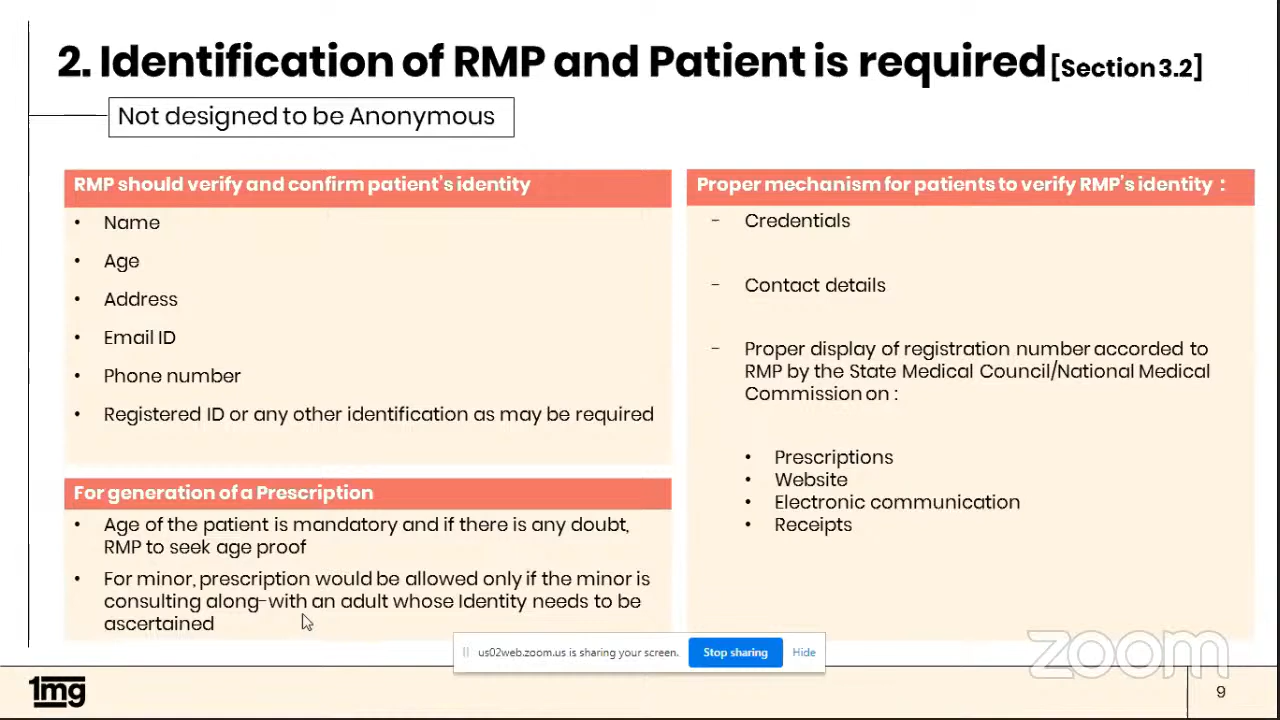 2. Identification of RMP and Patient is required [Section 3.2]
Not designed to be Anonymous
RMP should verify and confirm patient's identity
• Name
• Age
• Address
• Email ID
• Phone number
• Registered ID or any other identification as may be required
For generation of a Prescription
• Age of the patient is mandatory and if there is any doubt,
RMP to seek age proof
• For minor, prescription would be allowed only if the minor is
consulting along-with an adult whose Identity needs to be
ascertained
Proper mechanism for patients to verify RMP's identity :
- Credentials
- Contact details
- Proper display of registration number accorded to
RMP by the State Medical Council/National Medical
Commission on :
• Prescriptions
• Website
• Electronic communication
• Receipts
us02web.zoom.us is sharing your screen. Stop sharing Hide
zoom
1mg
9